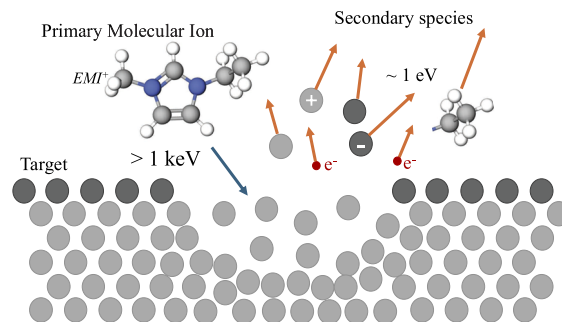 Secondary species
Primary Molecular Ion
EMI⁺
~ 1 eV
+
-
e⁻
e⁻
> 1 keV
Target